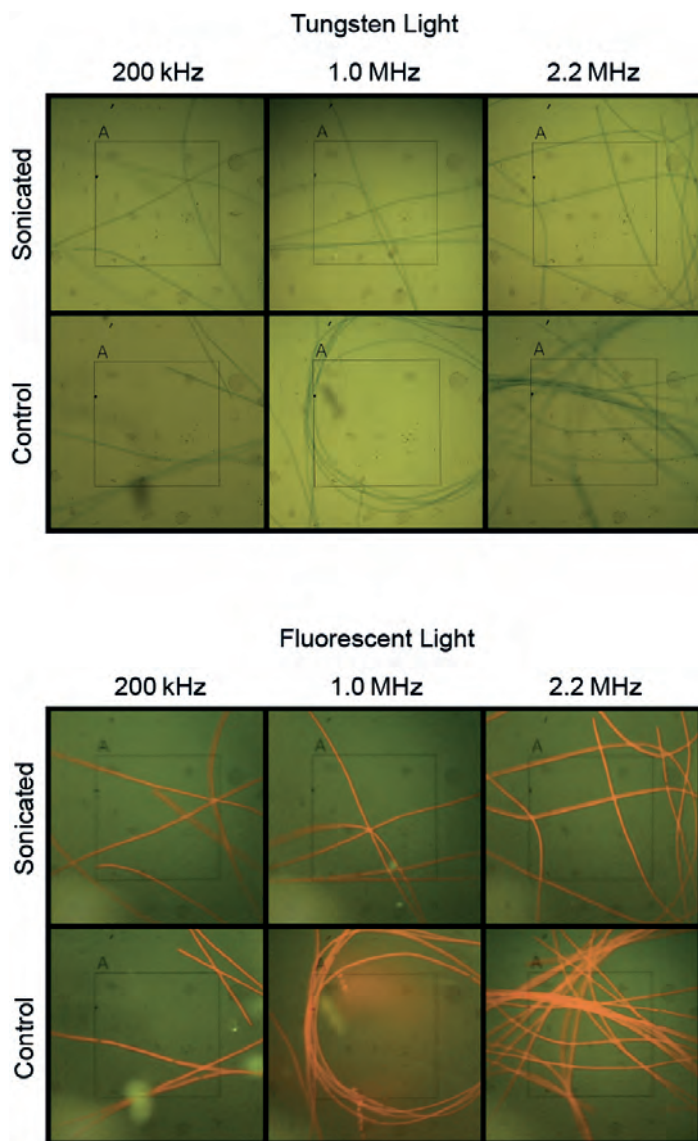 Tungsten Light
200 kHz 1.0 MHz 2.2 MHz
Sonicated
A A A
Control
A A A
Fluorescent Light
200 kHz 1.0 MHz 2.2 MHz
Sonicated
A A A
Control
A A A